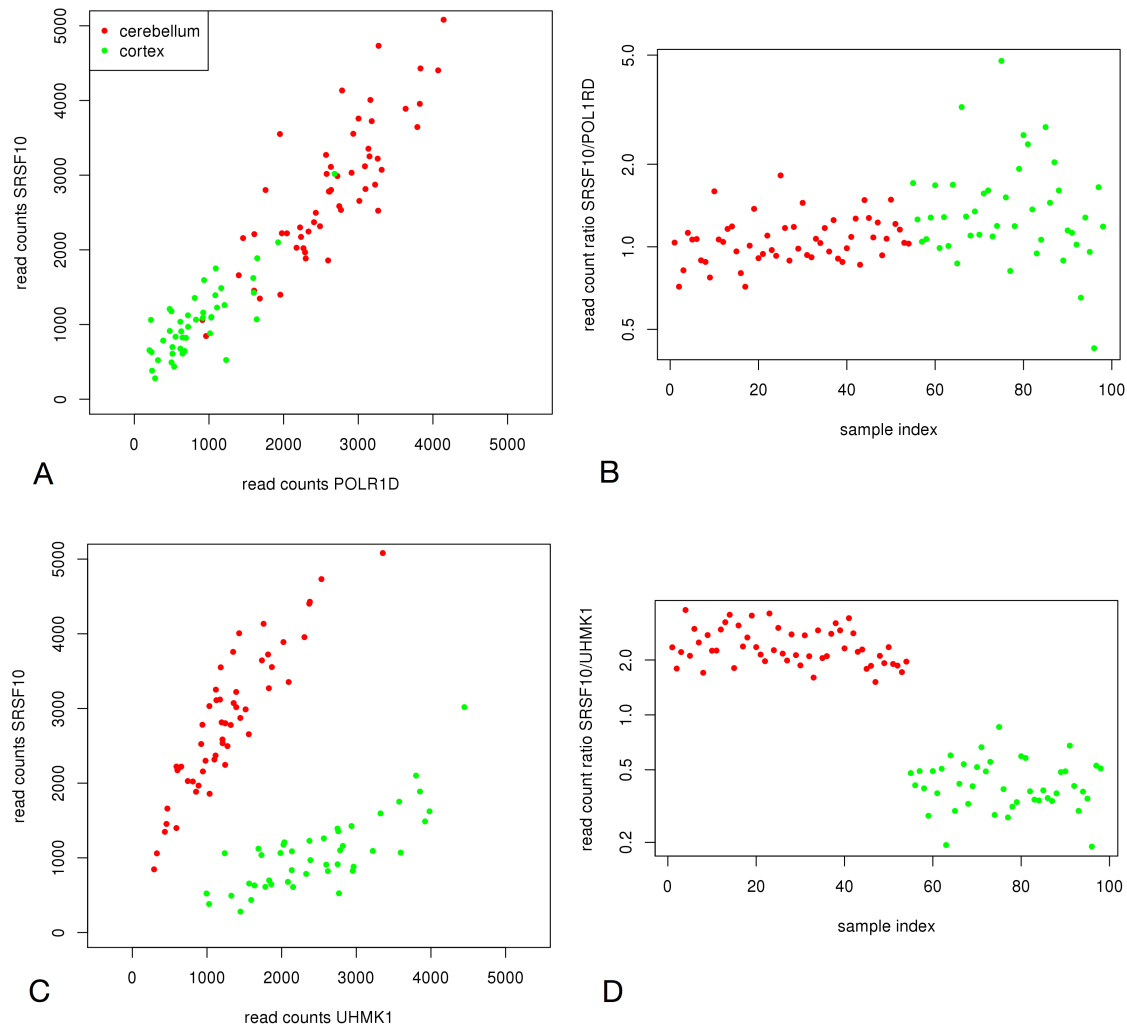 cerebellum
cortex
read counts SRSF10
0 1000 2000 3000 4000 5000
0 1000 2000 3000 4000 5000
read counts POLR1D
A
read count ratio SRSF10/POL1RD
0.5 1.0 2.0 5.0
0 20 40 60 80 100
sample index
B
read counts SRSF10
0 1000 2000 3000 4000 5000
0 1000 2000 3000 4000 5000
read counts UHMK1
C
read count ratio SRSF10/UHMK1
0.2 0.5 1.0 2.0
0 20 40 60 80 100
sample index
D